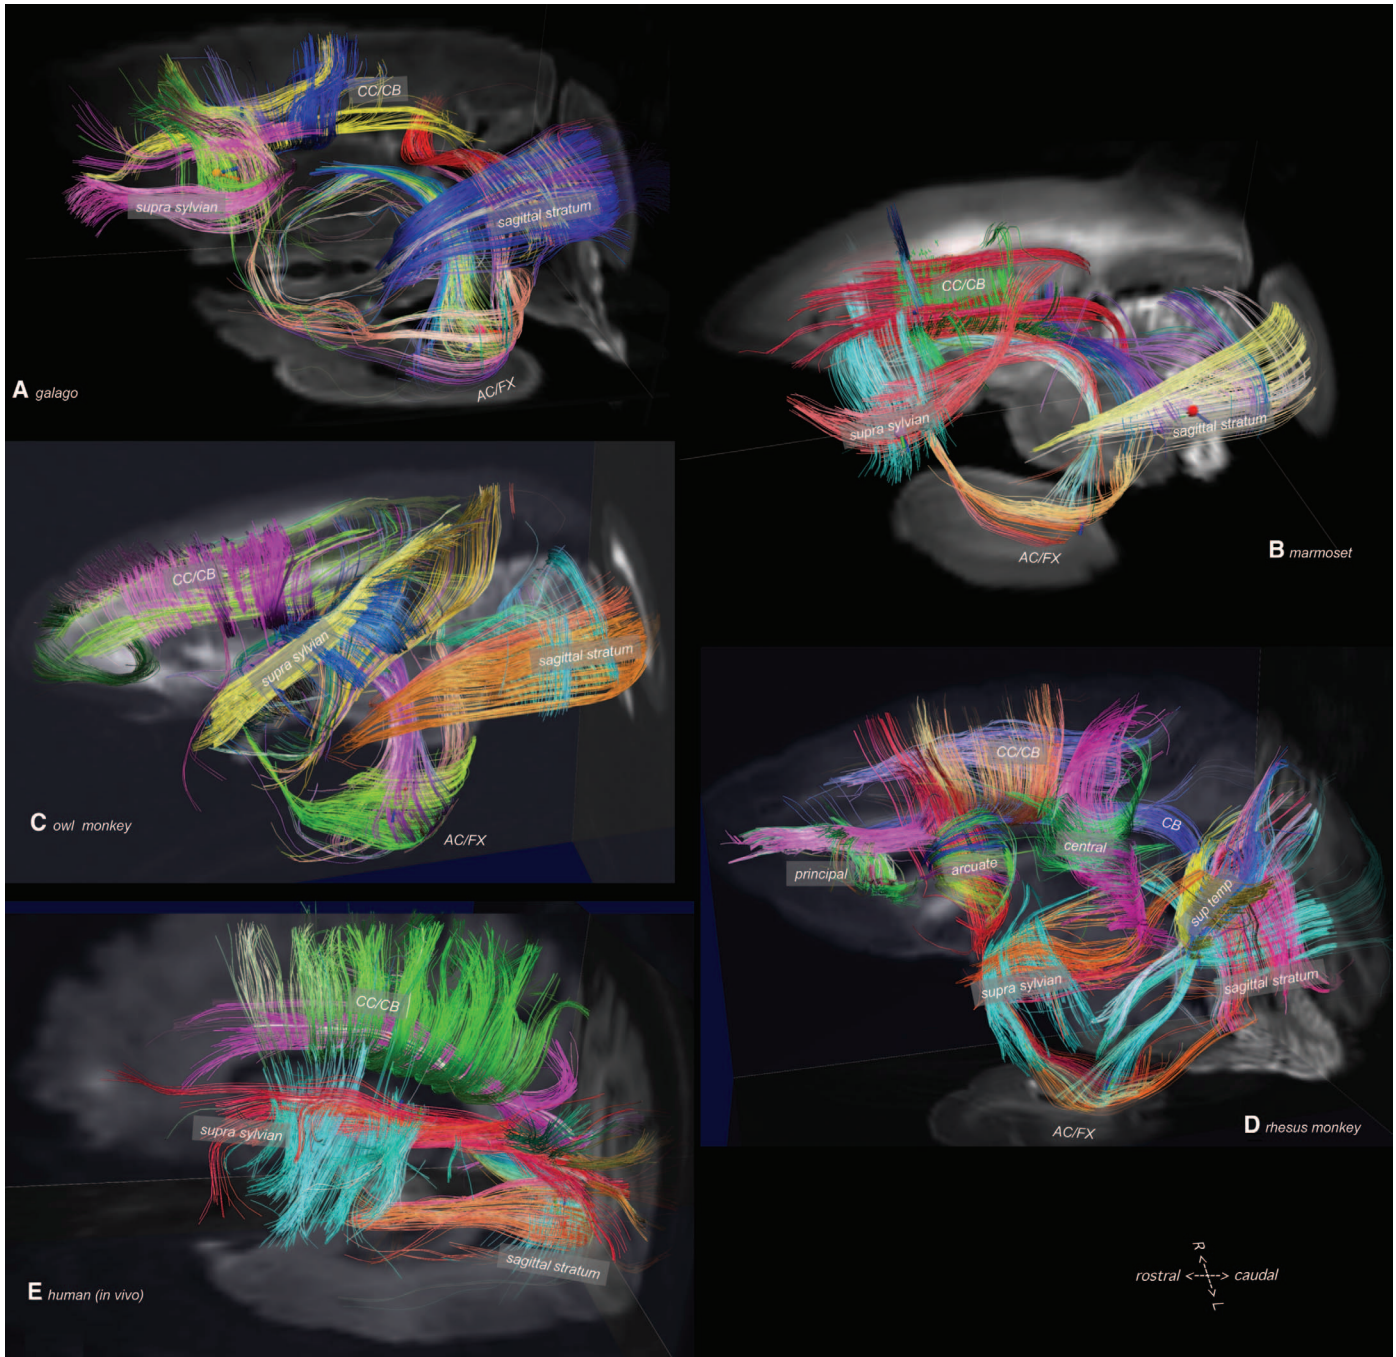 CC/CB
supra sylvian
sagittal stratum
AC/FX
A galago
CC/CB
supra sylvian
sagittal stratum
AC/FX
B marmoset
CC/CB
supra sylvian
sagittal stratum
AC/FX
C owl monkey
CC/CB
CB
principal
arcuate
central
sup temp
supra sylvian
sagittal stratum
AC/FX
D rhesus monkey
CC/CB
supra sylvian
sagittal stratum
E human (in vivo)
R
rostral <----> caudal
L